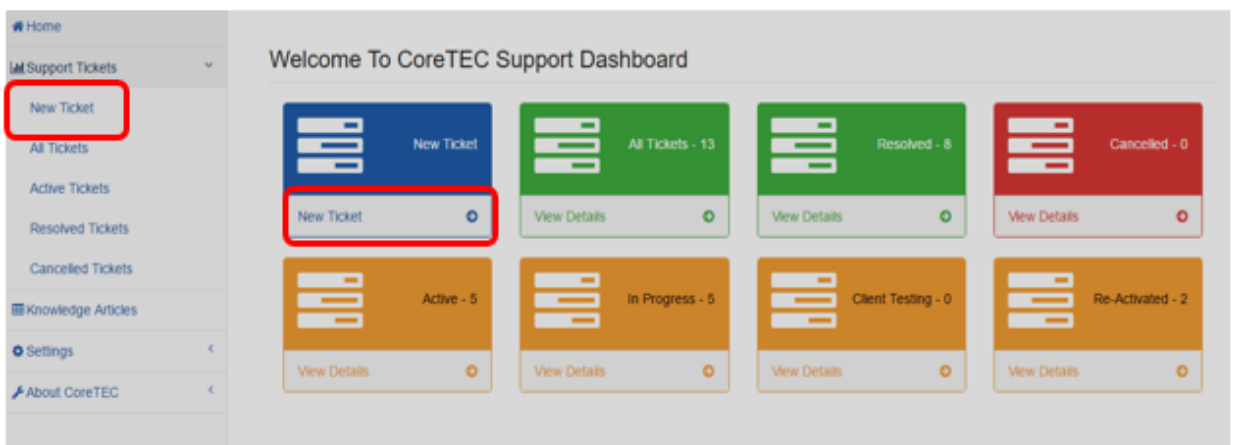 Home
Support Tickets
New Ticket
All Tickets
Active Tickets
Resolved Tickets
Cancelled Tickets
Knowledge Articles
Settings
About CoreTEC
Welcome To CoreTEC Support Dashboard
New Ticket
New Ticket
All Tickets - 13
View Details
Resolved - 8
View Details
Cancelled - 0
View Details
Active - 5
View Details
In Progress - 5
View Details
Client Testing - 0
View Details
Re-Activated - 2
View Details